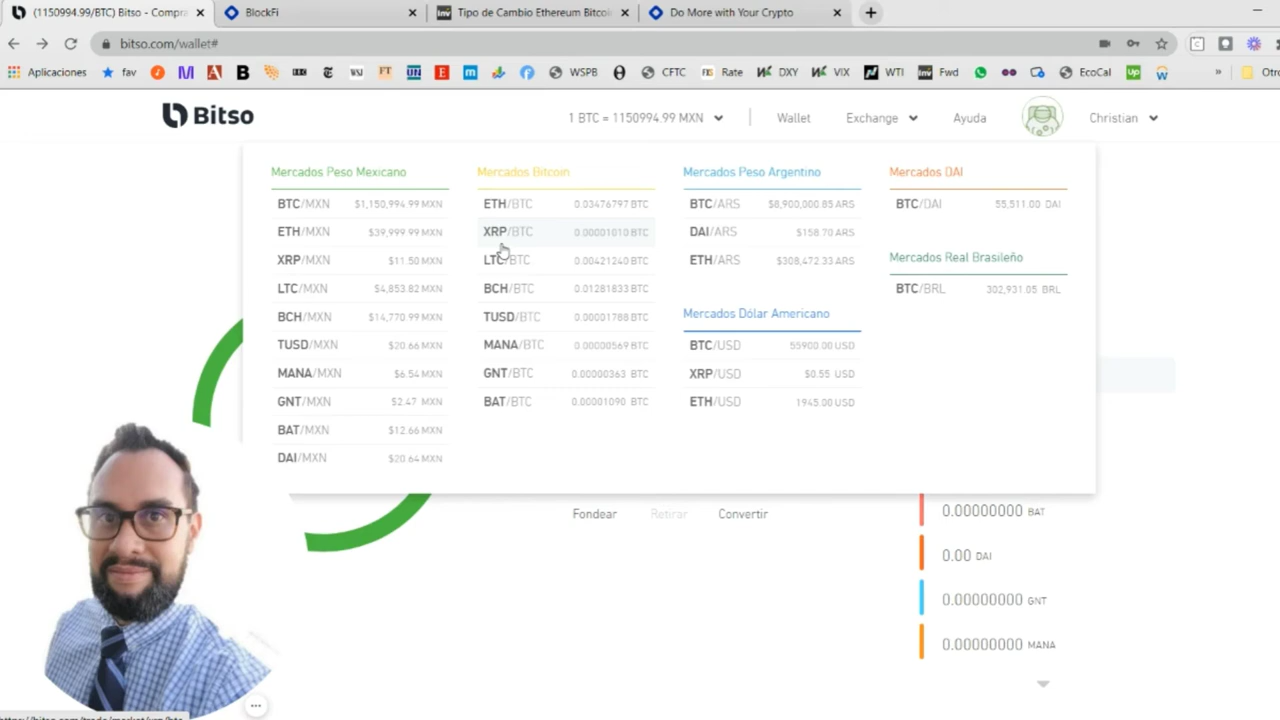 (1150994.99/BTC) Bitso - Compra
BlockFi
Tipo de Cambio Ethereum Bitcoin
Do More with Your Crypto
bitso.com/wallet#
Aplicaciones
fav
WSPB
CFTC
Rate
DXY
VIX
WTI
Fwd
EcoCal
»
Otro
Bitso
1 BTC = 1150994.99 MXN
Wallet
Exchange
Ayuda
Christian
Mercados Peso Mexicano
BTC/MXN $1,150,994.99 MXN
ETH/MXN $39,999.99 MXN
XRP/MXN $11.50 MXN
LTC/MXN $4,853.82 MXN
BCH/MXN $14,770.99 MXN
TUSD/MXN $20.66 MXN
MANA/MXN $6.54 MXN
GNT/MXN $2.47 MXN
BAT/MXN $12.66 MXN
DAI/MXN $20.64 MXN
Mercados Bitcoin
ETH/BTC 0.03476797 BTC
XRP/BTC 0.00001010 BTC
LTC/BTC 0.00421240 BTC
BCH/BTC 0.01281833 BTC
TUSD/BTC 0.00001788 BTC
MANA/BTC 0.00000569 BTC
GNT/BTC 0.00000363 BTC
BAT/BTC 0.00001090 BTC
Mercados Peso Argentino
BTC/ARS $8,900,000.85 ARS
DAI/ARS $158.70 ARS
ETH/ARS $308,472.33 ARS
Mercados Dólar Americano
BTC/USD 55900.00 USD
XRP/USD $0.55 USD
ETH/USD 1945.00 USD
Mercados DAI
BTC/DAI 55,511.00 DAI
Mercados Real Brasileño
BTC/BRL 302,931.05 BRL
Fondear
Retirar
Convertir
0.00000000 BAT
0.00 DAI
0.00000000 GNT
0.00000000 MANA